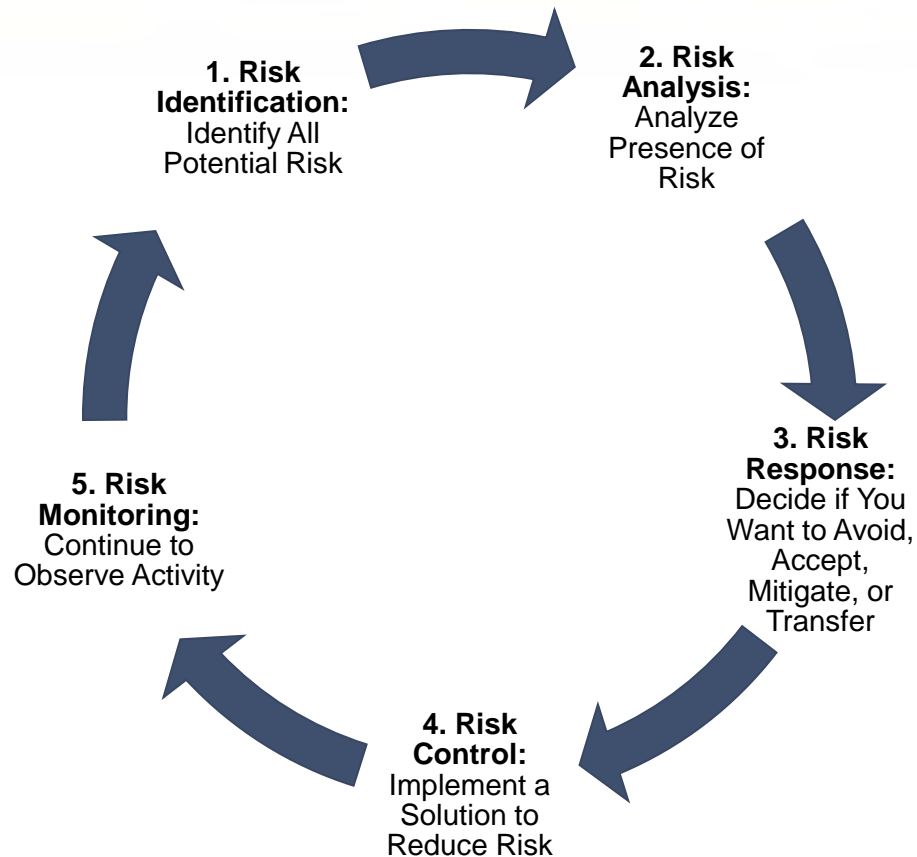 1. Risk
Identification:
Identify All
Potential Risk
2. Risk
Analysis:
Analyze
Presence of
Risk
3. Risk
Response:
Decide if You
Want to Avoid,
Accept,
Mitigate, or
Transfer
4. Risk
Control:
Implement a
Solution to
Reduce Risk
5. Risk
Monitoring:
Continue to
Observe Activity